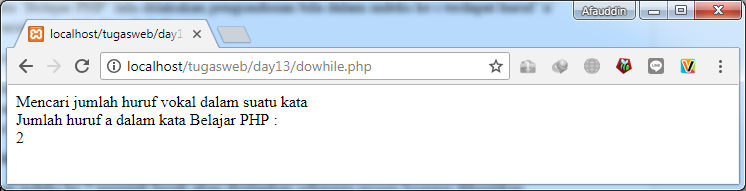 Afauddin
localhost/tugasweb/day1
localhost/tugasweb/day13/dowhile.php
Mencari jumlah huruf vokal dalam suatu kata
Jumlah huruf a dalam kata Belajar PHP :
2